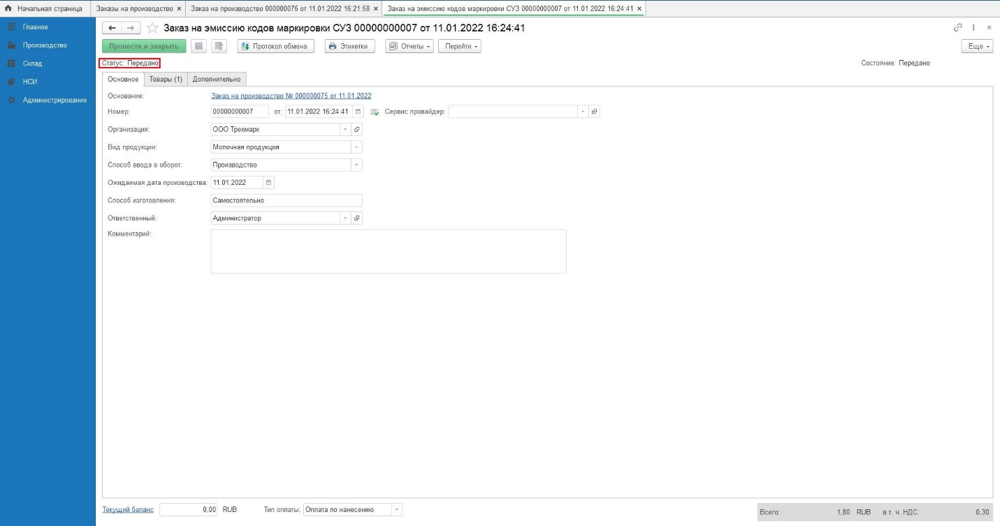 Начальная страница
Заказы на производство ×
Заказ на производство 000000075 от 11.01.2022 16:21:58 ×
Заказ на эмиссию кодов маркировки СУЗ 00000000007 от 11.01.2022 16:24:41 ×
Главное
Производство
Склад
НСИ
Администрирование
Заказ на эмиссию кодов маркировки СУЗ 00000000007 от 11.01.2022 16:24:41
Провести и закрыть
Протокол обмена
Этикетки
Отчеты
Перейти
Еще
Статус: Передано
Состояние: Передано
Основное
Товары (1)
Дополнительно
Основание: Заказ на производство № 000000075 от 11.01.2022
Номер: 00000000007 от: 11.01.2022 16:24:41 Сервис провайдер:
Организация: ООО Трекмарк
Вид продукции: Молочная продукция
Способ ввода в оборот: Производство
Ожидаемая дата производства: 11.01.2022
Способ изготовления: Самостоятельно
Ответственный: Администратор
Комментарий:
Текущий баланс 0,00 RUB Тип оплаты: Оплата по нанесению
Всего: 1,80 RUB в т. ч. НДС: 0,30